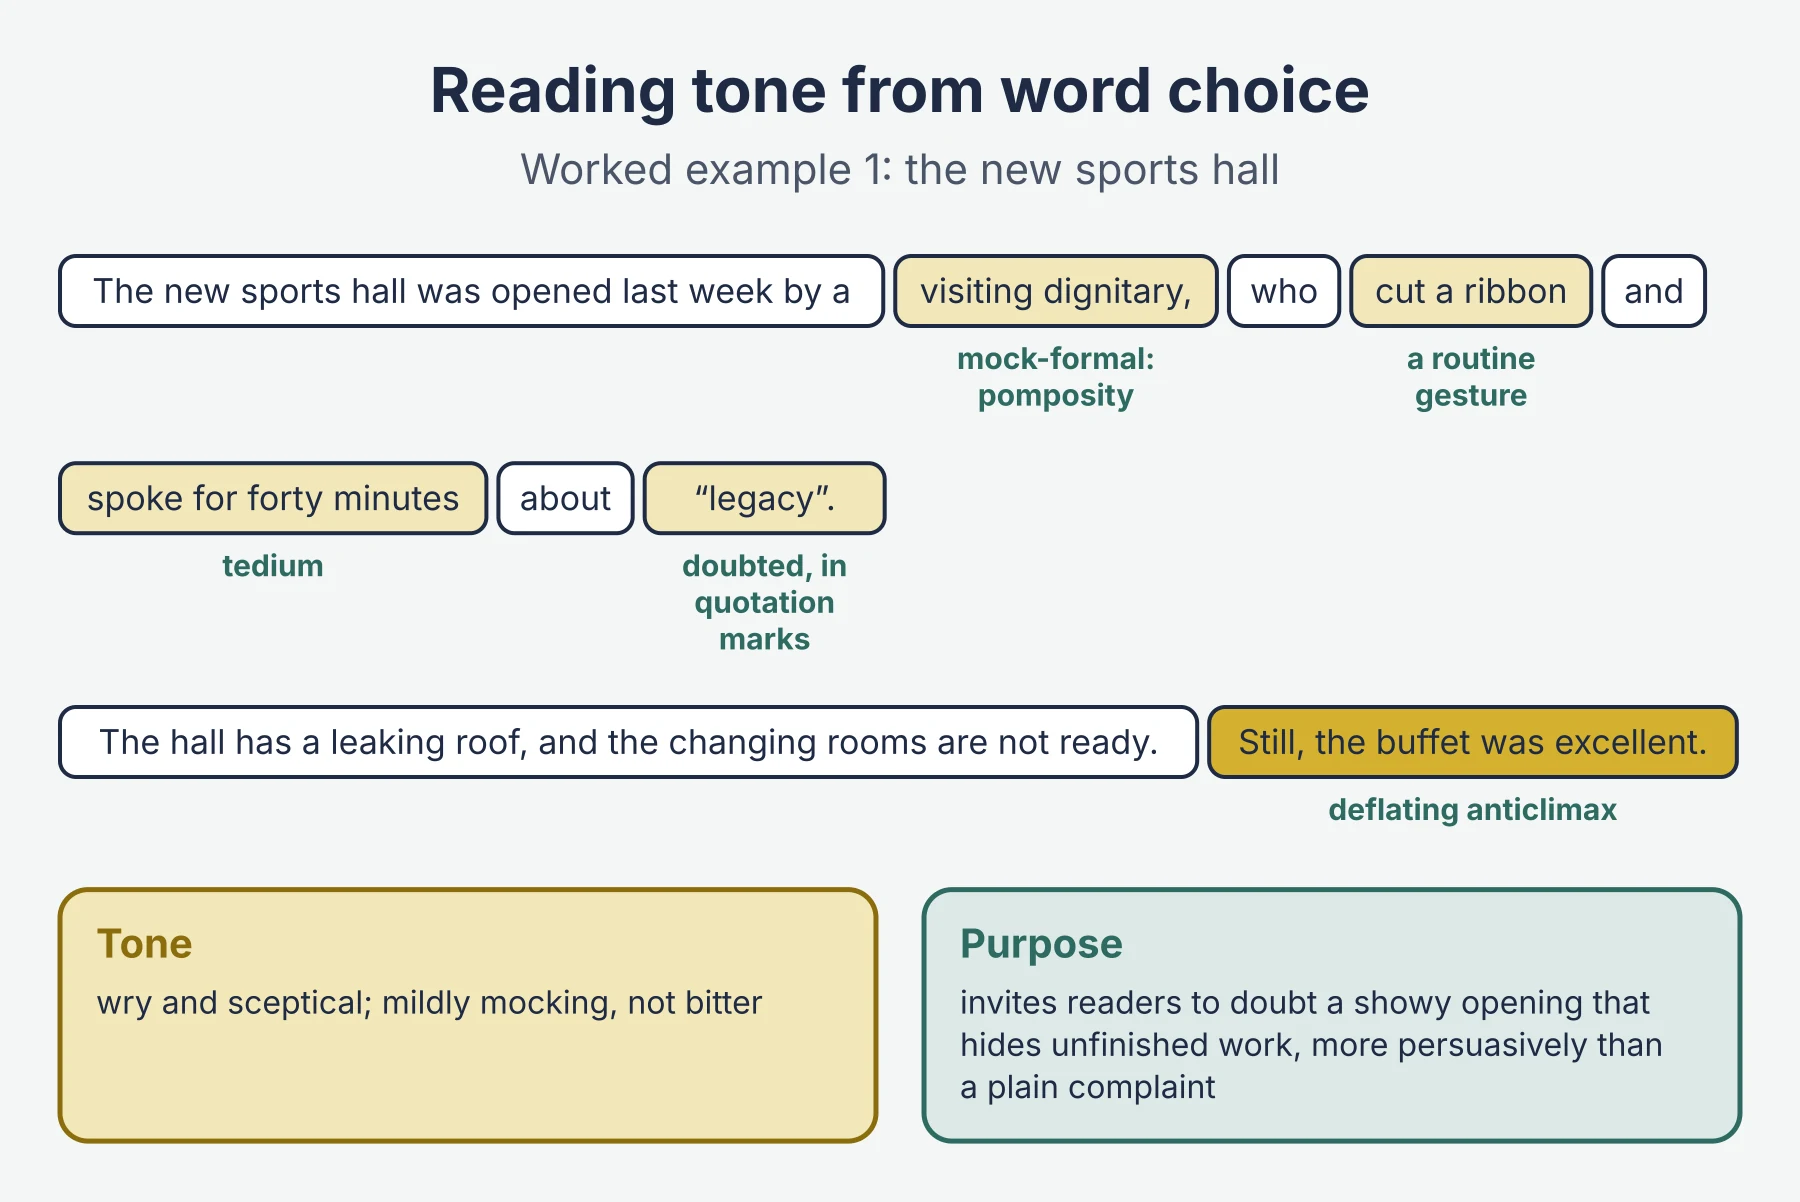 Reading tone from word choice
Worked example 1: the new sports hall
The new sports hall was opened last week by a visiting dignitary, who cut a ribbon and
mock-formal: a routine
pomposity gesture
spoke for forty minutes about “legacy”.
tedium doubted, in
quotation
marks
The hall has a leaking roof, and the changing rooms are not ready. Still, the buffet was excellent.
deflating anticlimax
Tone
wry and sceptical; mildly mocking, not bitter
Purpose
invites readers to doubt a showy opening that
hides unfinished work, more persuasively than
a plain complaint